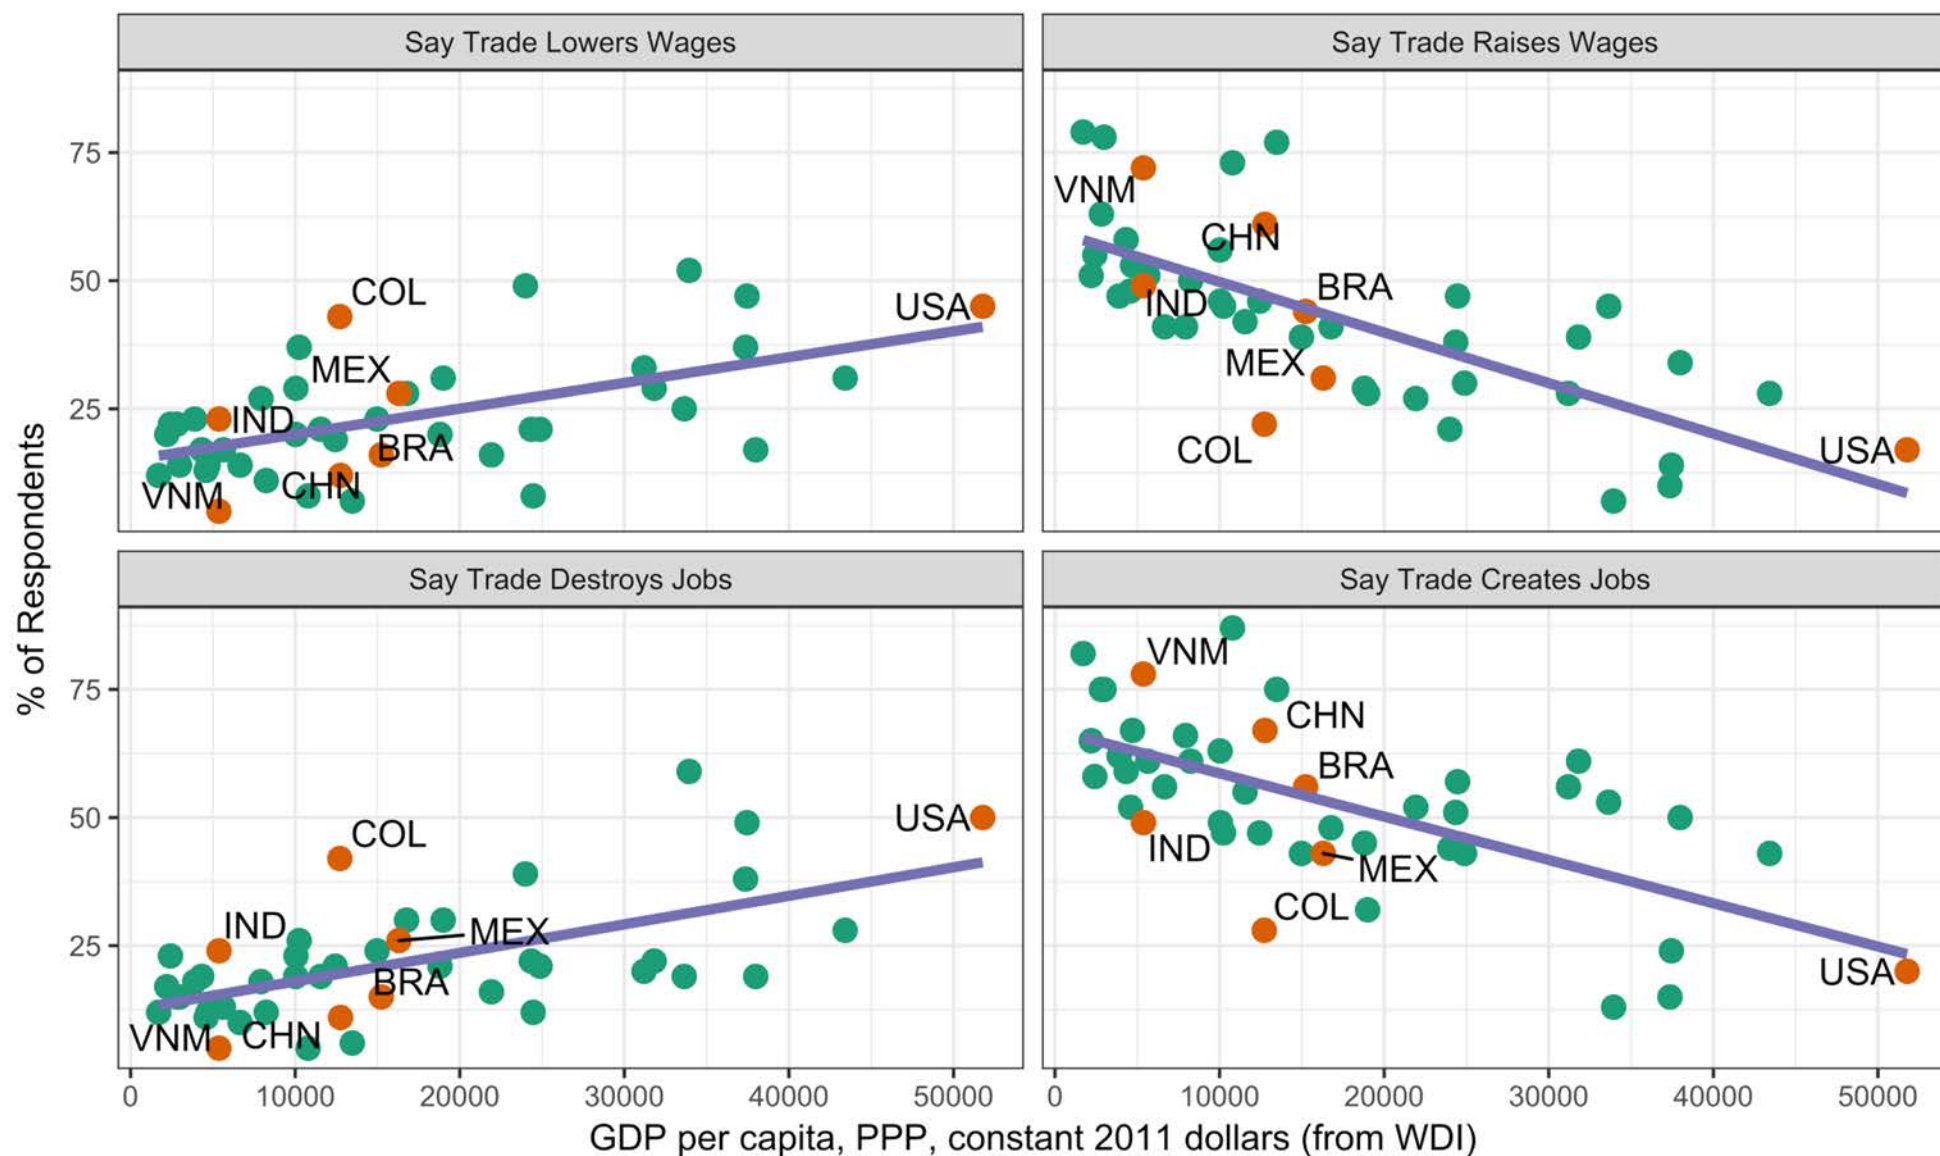 Say Trade Lowers Wages
Say Trade Raises Wages
75
50
25
COL
MEX
IND
BRA
CHN
VNM
USA
VNM
CHN
BRA
IND
MEX
COL
USA
% of Respondents
Say Trade Destroys Jobs
Say Trade Creates Jobs
75
50
25
COL
IND
MEX
BRA
VNM
CHN
USA
VNM
CHN
BRA
IND
MEX
COL
USA
0 10000 20000 30000 40000 50000
0 10000 20000 30000 40000 50000
GDP per capita, PPP, constant 2011 dollars (from WDI)